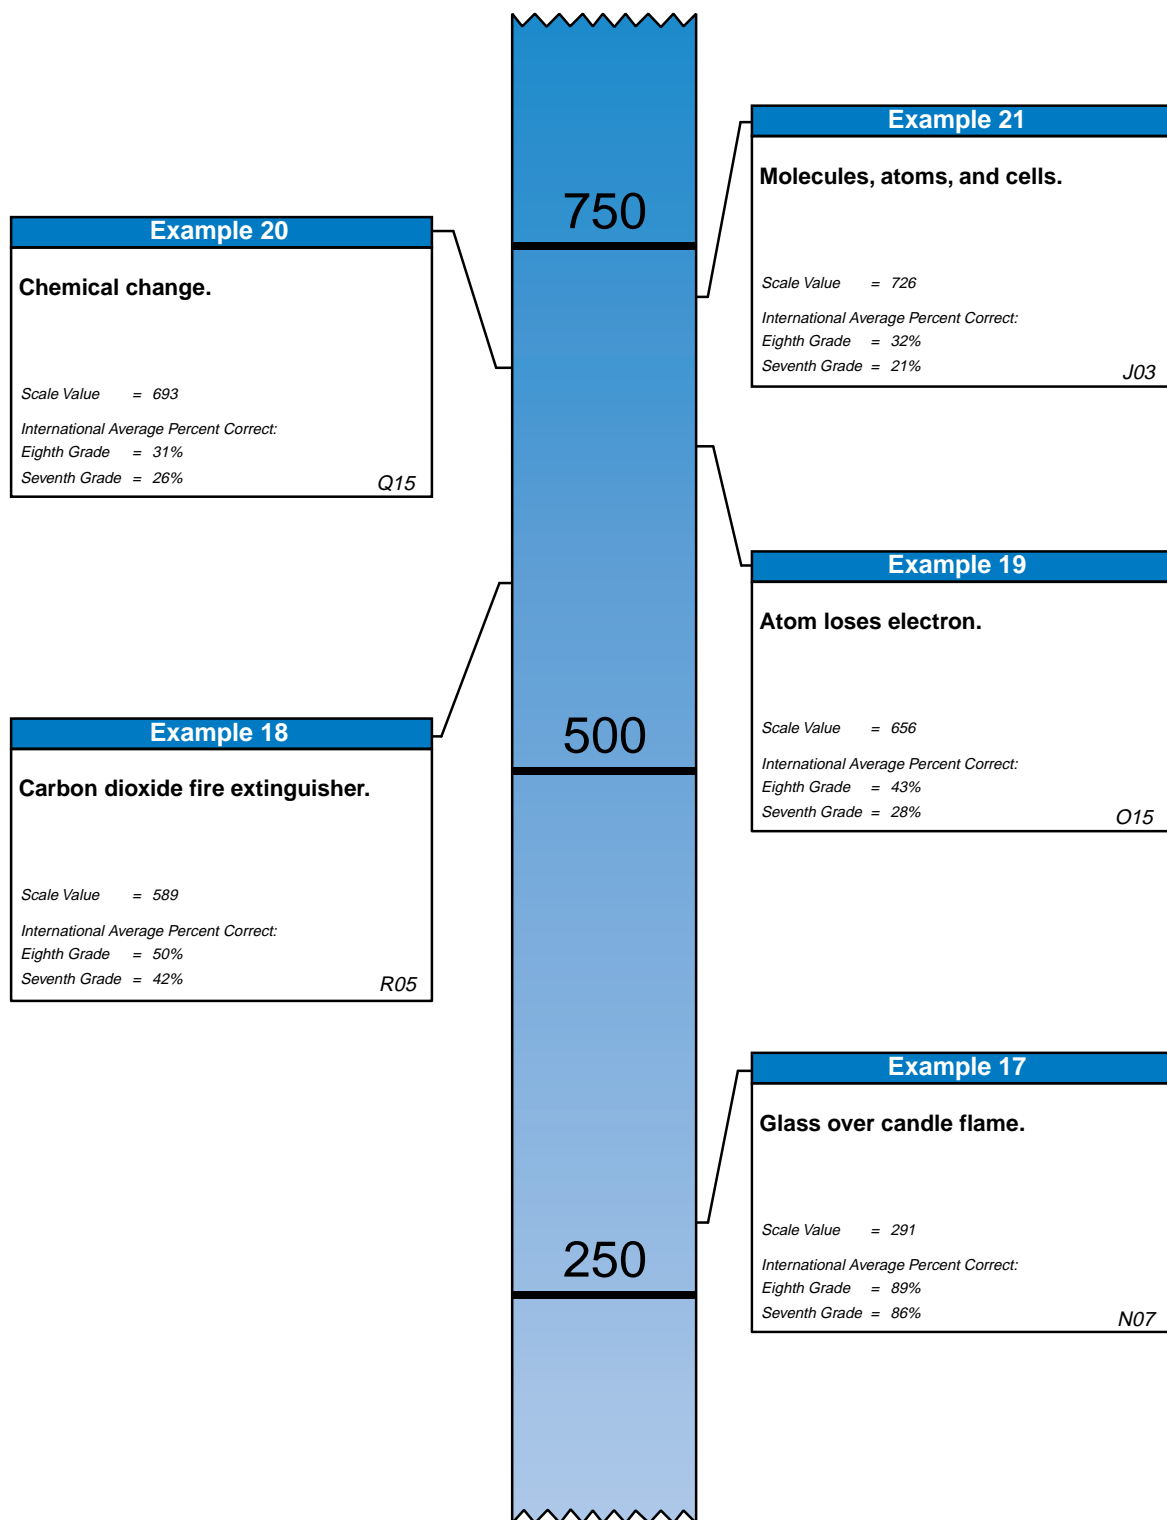 750
500
250
Example 21
Molecules, atoms, and cells.
Scale Value = 726
International Average Percent Correct:
Eighth Grade = 32%
Seventh Grade = 21%
J03
Example 20
Chemical change.
Scale Value = 693
International Average Percent Correct:
Eighth Grade = 31%
Seventh Grade = 26%
Q15
Example 19
Atom loses electron.
Scale Value = 656
International Average Percent Correct:
Eighth Grade = 43%
Seventh Grade = 28%
O15
Example 18
Carbon dioxide fire extinguisher.
Scale Value = 589
International Average Percent Correct:
Eighth Grade = 50%
Seventh Grade = 42%
R05
Example 17
Glass over candle flame.
Scale Value = 291
International Average Percent Correct:
Eighth Grade = 89%
Seventh Grade = 86%
N07